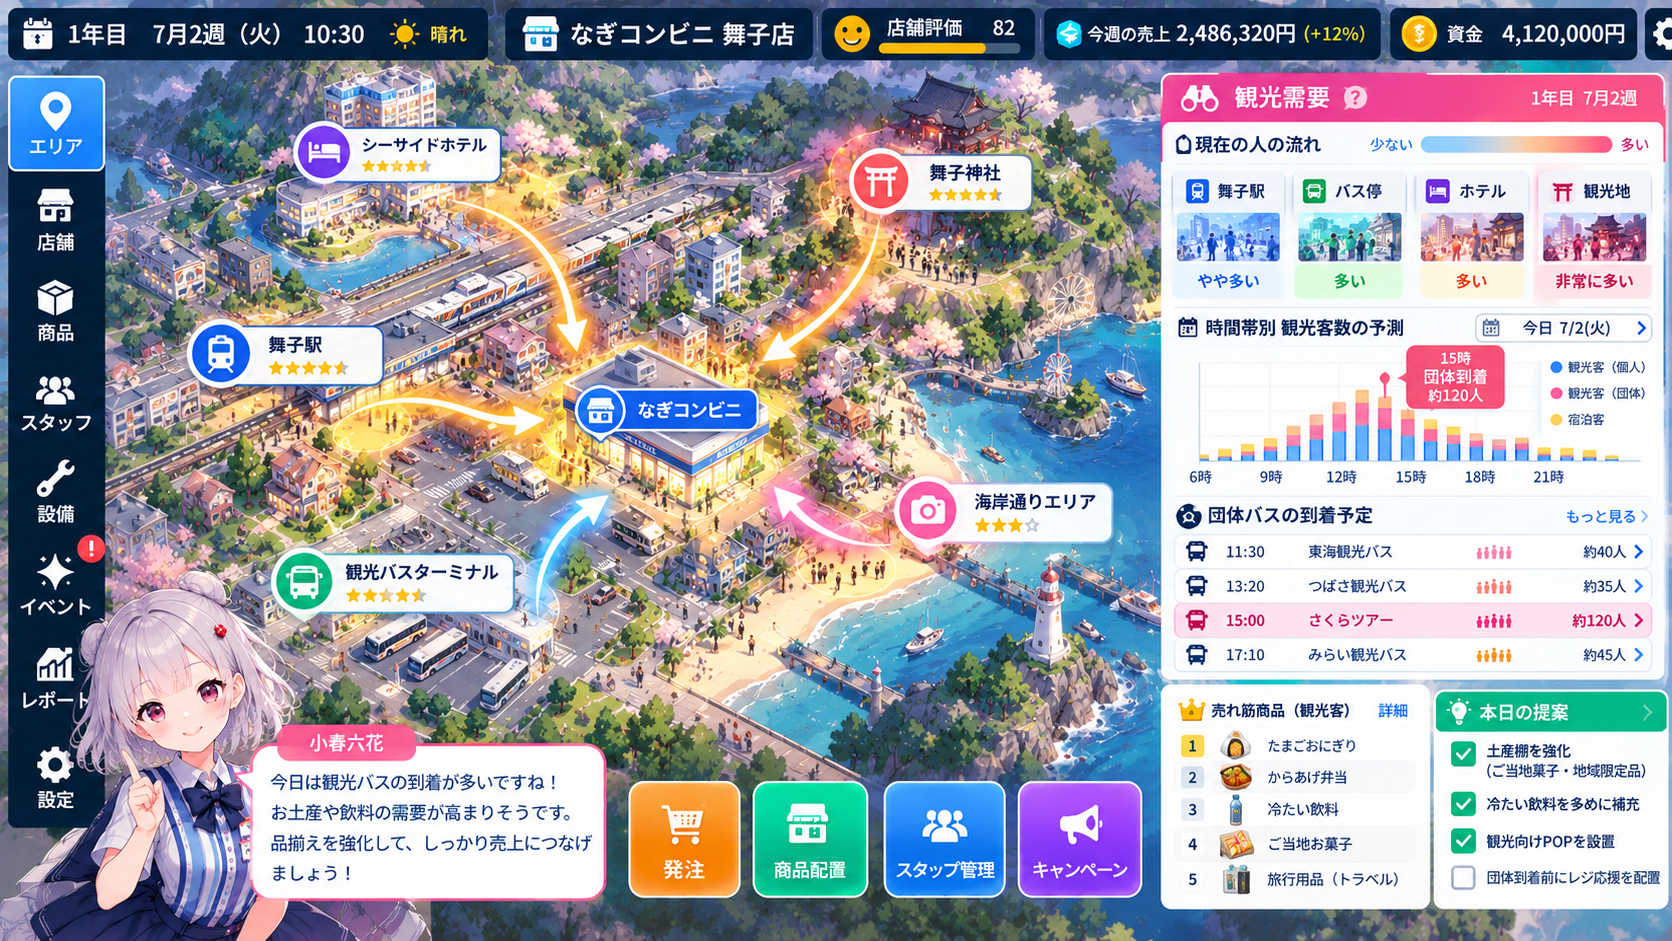 1年目 7月2週（火） 10:30 晴れ
なぎコンビニ 舞子店
店舗評価 82
今週の売上 2,486,320円 (+12%)
資金 4,120,000円
エリア
店舗
商品
スタッフ
設備
イベント
レポート
設定
シーサイドホテル
舞子神社
舞子駅
なぎコンビニ
海岸通りエリア
観光バスターミナル
小春六花
今日は観光バスの到着が多いですね！
お土産や飲料の需要が高まりそうです。
品揃えを強化して、しっかり売上につなげ
ましょう！
発注
商品配置
スタップ管理
キャンペーン
観光需要 ?
1年目 7月2週
現在の人の流れ
少ない 多い
舞子駅 バス停 ホテル 観光地
やや多い 多い 多い 非常に多い
時間帯別 観光客数の予測
今日 7/2(火)
15時
団体到着
約120人
観光客（個人）
観光客（団体）
宿泊客
6時 9時 12時 15時 18時 21時
団体バスの到着予定
もっと見る
11:30 東海観光バス 約40人
13:20 つばさ観光バス 約35人
15:00 さくらツアー 約120人
17:10 みらい観光バス 約45人
売れ筋商品（観光客） 詳細
1 たまごおにぎり
2 からあげ弁当
3 冷たい飲料
4 ご当地お菓子
5 旅行用品（トラベル）
本日の提案
土産棚を強化
(ご当地菓子・地域限定品)
冷たい飲料を多めに補充
観光向けPOPを設置
団体到着前にレジ応援を配置